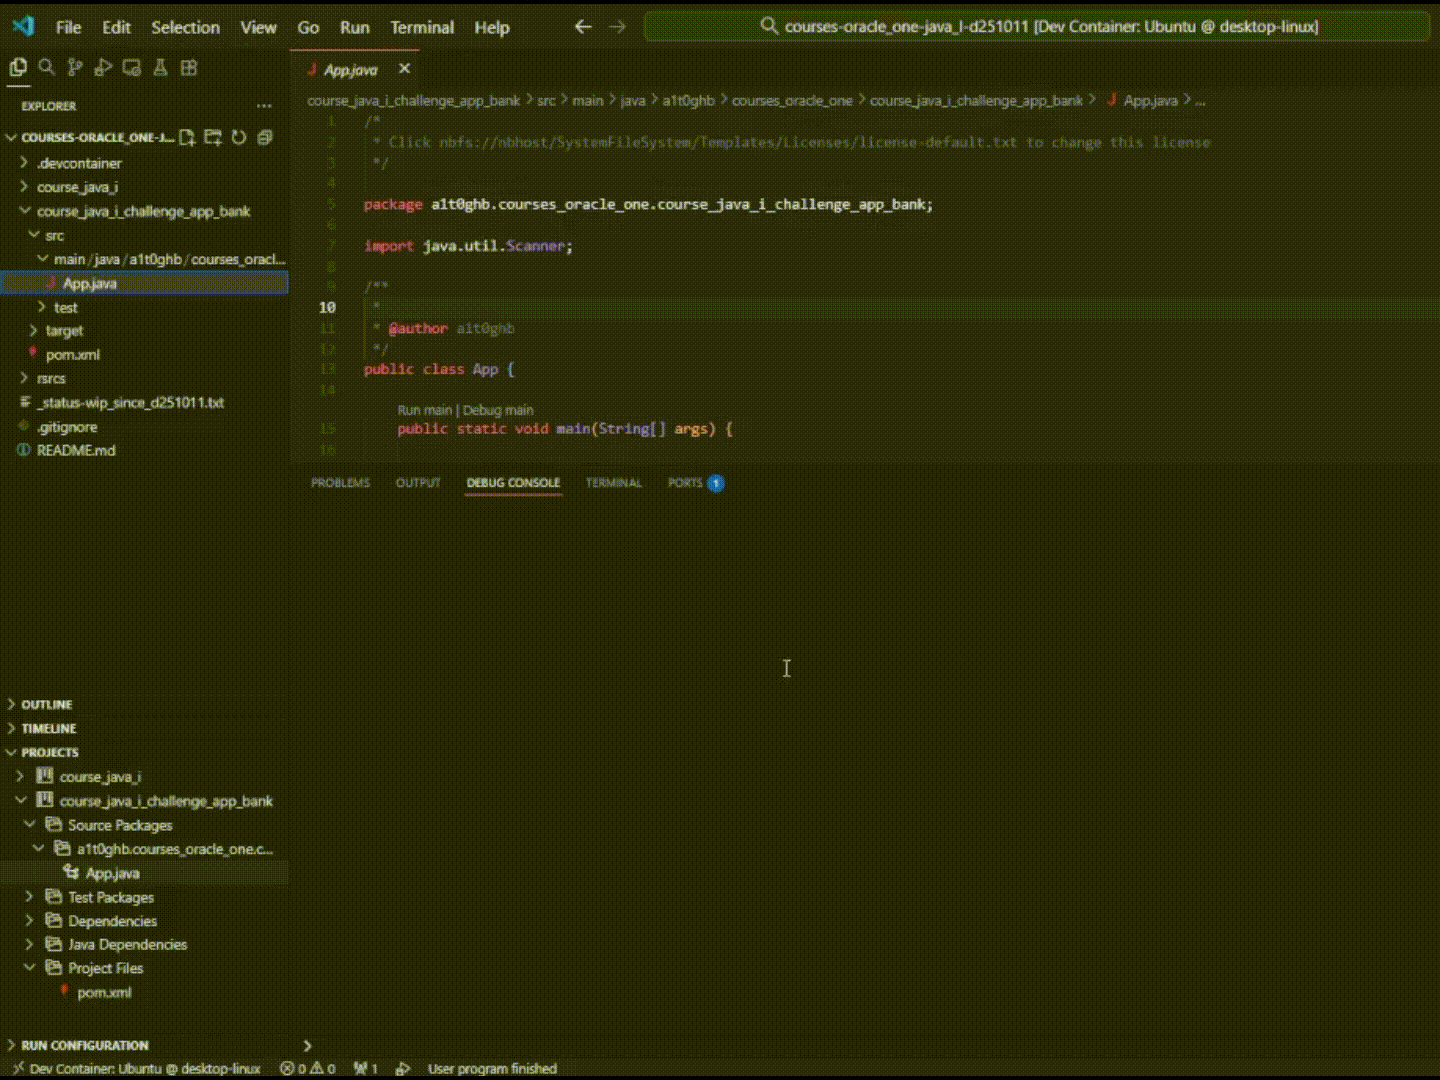 File Edit Selection View Go Run Terminal Help
courses-oracle_one-java_I-d251011 [Dev Container: Ubuntu @ desktop-linux]
EXPLORER
COURSES-ORACLE_ONE-J...
.devcontainer
course_java_i
course_java_i_challenge_app_bank
src
main/java/a1t0ghb/courses_oracl...
App.java
test
target
pom.xml
rsrcs
_status-wip_since_d251011.txt
.gitignore
README.md
OUTLINE
TIMELINE
PROJECTS
course_java_i
course_java_i_challenge_app_bank
Source Packages
a1t0ghb.courses_oracle_one.c...
App.java
Test Packages
Dependencies
Java Dependencies
Project Files
pom.xml
RUN CONFIGURATION
App.java
course_java_i_challenge_app_bank > src > main > java > a1t0ghb > courses_oracle_one > course_java_i_challenge_app_bank > App.java > ...
1 /*
2 * Click nbfs://nbhost/SystemFileSystem/Templates/Licenses/license-default.txt to change this license
3 */
4
5 package a1t0ghb.courses_oracle_one.course_java_i_challenge_app_bank;
6
7 import java.util.Scanner;
8
9 /**
10 *
11 * @author a1t0ghb
12 */
13 public class App {
14
Run main | Debug main
15 public static void main(String[] args) {
16
PROBLEMS OUTPUT DEBUG CONSOLE TERMINAL PORTS 1
>
Dev Container: Ubuntu @ desktop-linux 0 0 1 User program finished